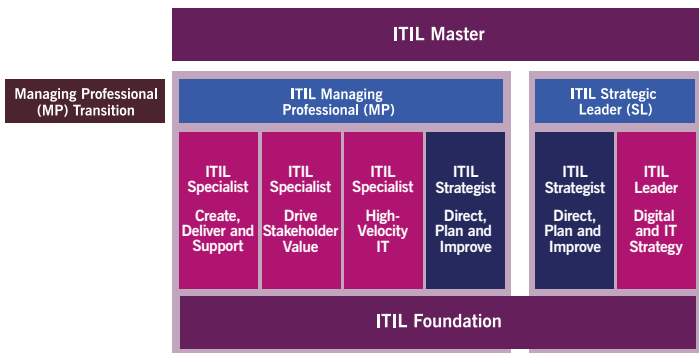 ITIL Master
Managing Professional
(MP) Transition
ITIL Managing
Professional (MP)
ITIL Strategic
Leader (SL)
ITIL
Specialist
Create,
Deliver and
Support
ITIL
Specialist
Drive
Stakeholder
Value
ITIL
Specialist
High-
Velocity
IT
ITIL
Strategist
Direct,
Plan and
Improve
ITIL
Strategist
Direct,
Plan and
Improve
ITIL
Leader
Digital
and IT
Strategy
ITIL Foundation